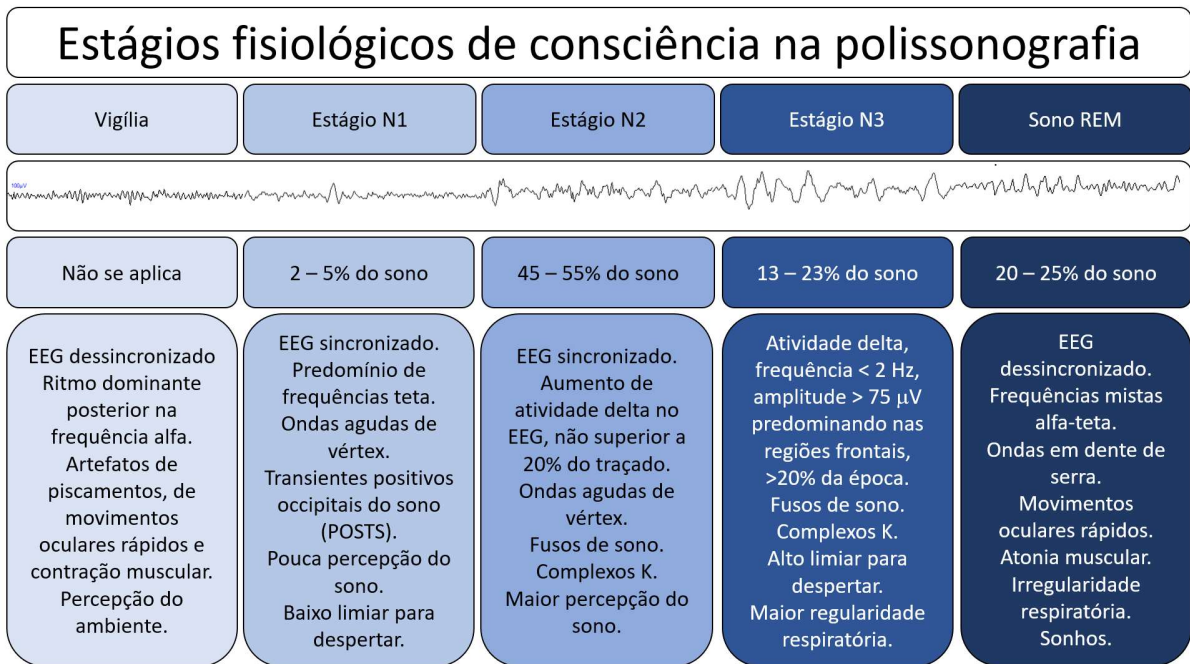 Estágios fisiológicos de consciência na polissonografia
Vigília
Estágio N1
Estágio N2
Estágio N3
Sono REM
100µV
Não se aplica
2 – 5% do sono
45 – 55% do sono
13 – 23% do sono
20 – 25% do sono
EEG dessincronizado
Ritmo dominante
posterior na
frequência alfa.
Artefatos de
piscamentos, de
movimentos
oculares rápidos e
contração muscular.
Percepção do
ambiente.
EEG sincronizado.
Predomínio de
frequências teta.
Ondas agudas de
vértex.
Transientes positivos
occipitais do sono
(POSTS).
Pouca percepção do
sono.
Baixo limiar para
despertar.
EEG sincronizado.
Aumento de
atividade delta no
EEG, não superior a
20% do traçado.
Ondas agudas de
vértex.
Fusos de sono.
Complexos K.
Maior percepção do
sono.
Atividade delta,
frequência < 2 Hz,
amplitude > 75 µV
predominando nas
regiões frontais,
>20% da época.
Fusos de sono.
Complexos K.
Alto limiar para
despertar.
Maior regularidade
respiratória.
EEG
dessincronizado.
Frequências mistas
alfa-teta.
Ondas em dente de
serra.
Movimentos
oculares rápidos.
Atonia muscular.
Irregularidade
respiratória.
Sonhos.